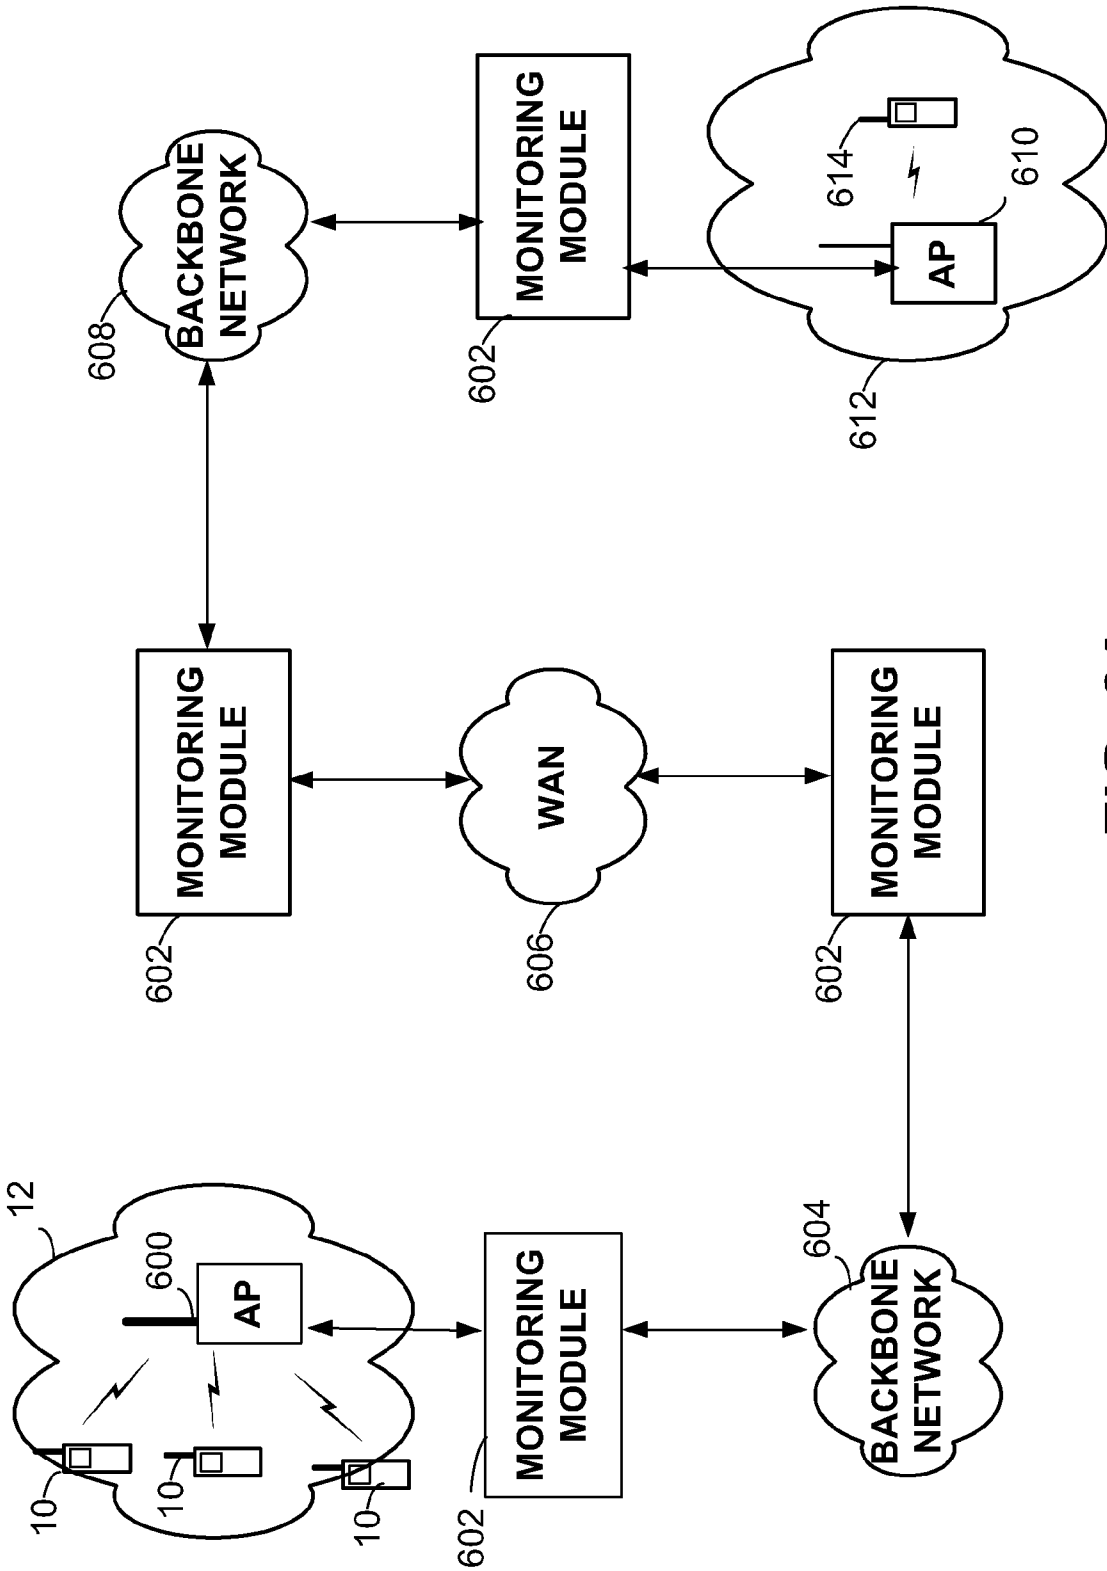 12
10
10
600
AP
10
602
MONITORING
MODULE
604
BACKBONE
NETWORK
602
MONITORING
MODULE
606
WAN
602
MONITORING
MODULE
608
BACKBONE
NETWORK
602
MONITORING
MODULE
612
614
AP
610